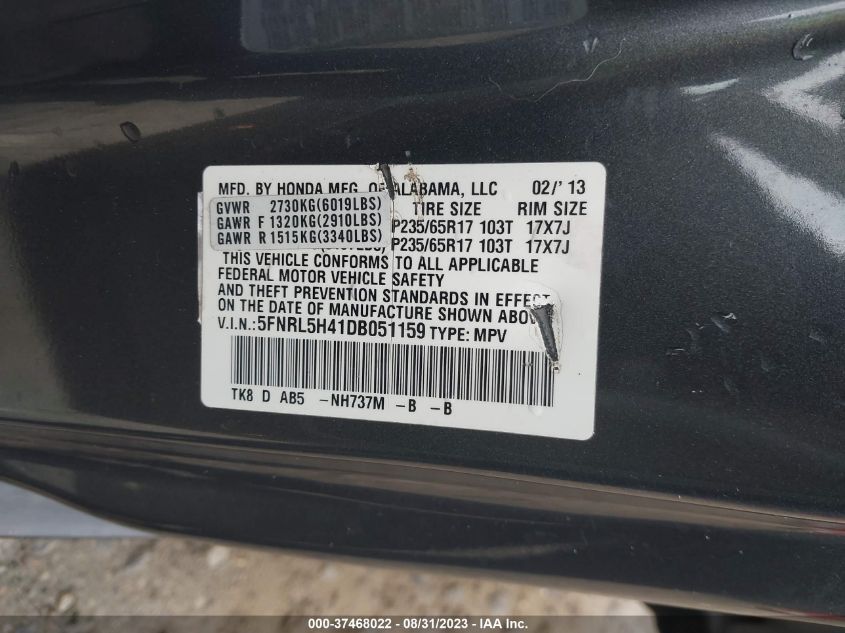 MFD. BY HONDA MFG. OF ALABAMA, LLC 02/' 13
GVWR 2730KG(6019LBS) TIRE SIZE RIM SIZE
GAWR F 1320KG(2910LBS) P235/65R17 103T 17X7J
GAWR R 1515KG(3340LBS) P235/65R17 103T 17X7J
THIS VEHICLE CONFORMS TO ALL APPLICABLE
FEDERAL MOTOR VEHICLE SAFETY
AND THEFT PREVENTION STANDARDS IN EFFECT
ON THE DATE OF MANUFACTURE SHOWN ABOVE
V.I.N.:5FNRL5H41DB051159 TYPE: MPV
TK8 D AB5 -NH737M -B -B
000-37468022 - 08/31/2023 - IAA Inc.